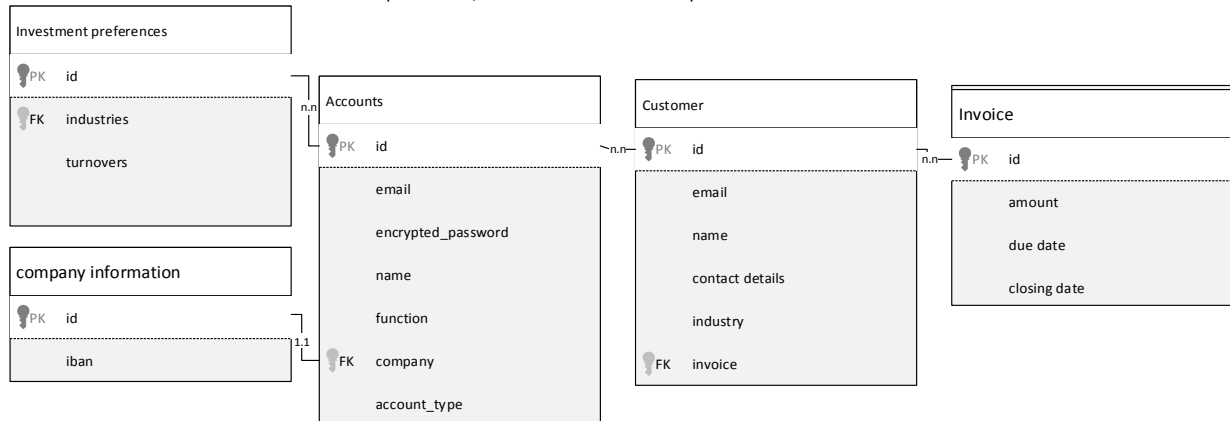 Investment preferences
PK id
FK industries
turnovers
company information
PK id
iban
n.n
1.1
Accounts
PK id
email
encrypted_password
name
function
FK company
account_type
n.n
Customer
PK id
email
name
contact details
industry
FK invoice
n.n
Invoice
PK id
amount
due date
closing date